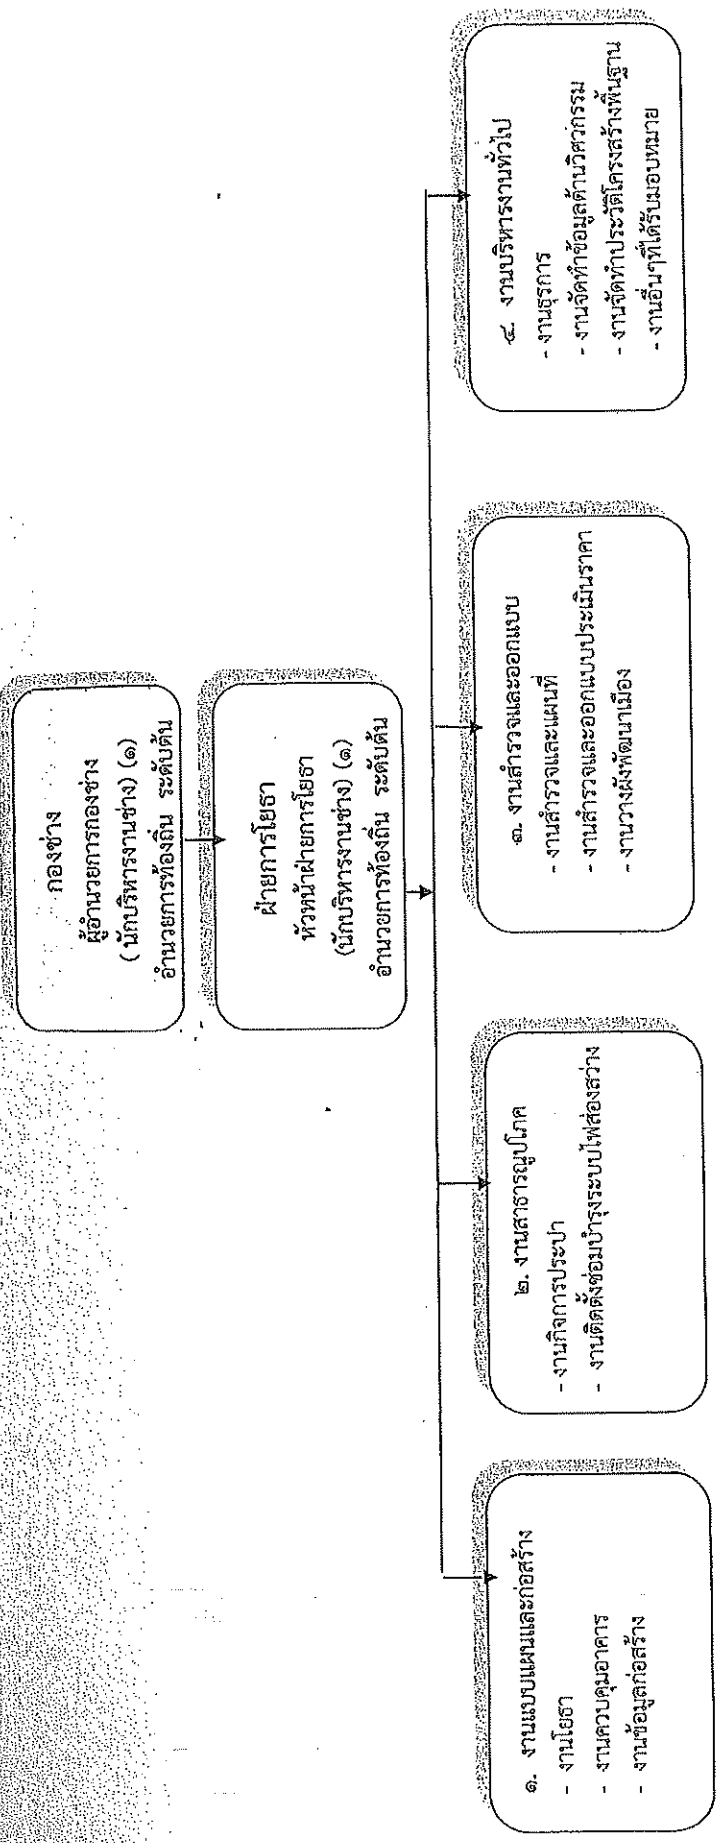 กองช่าง
ผู้อำนวยการกองช่าง
( นักบริหารงานช่าง) (๑)
อำนวยการท้องถิ่น ระดับต้น
ฝ่ายการโยธา
หัวหน้าฝ่ายการโยธา
(นักบริหารงานช่าง) (๑)
อำนวยการท้องถิ่น ระดับต้น
๑. งานแบบแผนและก่อสร้าง
- งานโยธา
- งานควบคุมอาคาร
- งานข้อมูลก่อสร้าง
๒. งานสาธารณูปโภค
- งานกิจการประปา
- งานติดตั้งซ่อมบำรุงระบบไฟส่องสว่าง
๓. งานสำรวจและออกแบบ
- งานสำรวจและแผนที่
- งานสำรวจและออกแบบประเมินราคา
- งานวางผังพัฒนาเมือง
๔. งานบริหารงานทั่วไป
- งานธุรการ
- งานจัดทำข้อมูลด้านวิศวกรรม
- งานจัดทำประวัติโครงสร้างพื้นฐาน
- งานอื่นๆที่ได้รับมอบหมาย